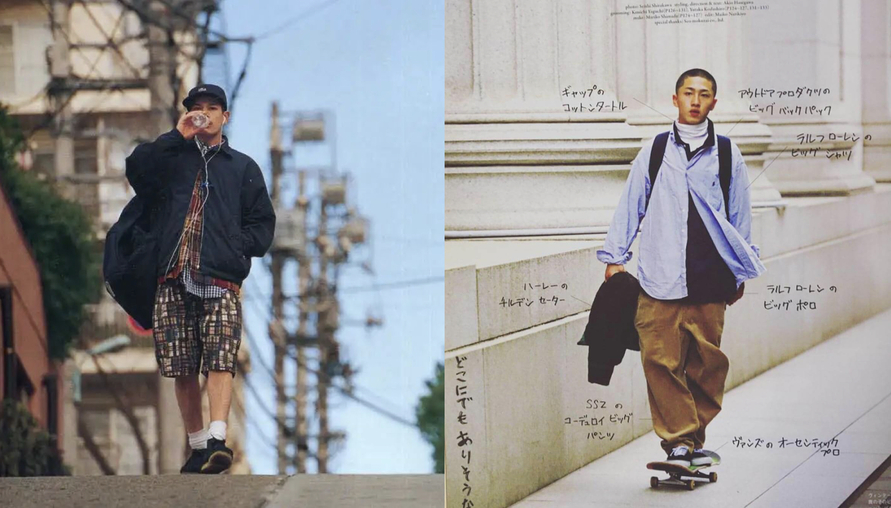 ギャップの
コットンタートル
アウトドアプロダクツの
ビッグ バックパック
ラルフ ローレンの
ビッグ シャツ
ハーレーの
チルデン セーター
ラルフ ローレン の
ビッグ ポロ
SSZ の
コーデュロイ ビッグ
パンツ
ヴァンズの オーセンティック
プロ
どこにでも ありそうな